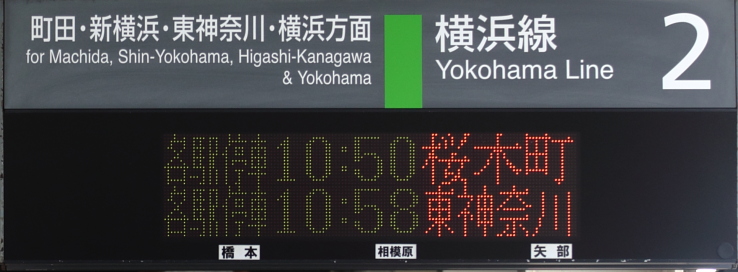 町田・新横浜・東神奈川・横浜方面
for Machida, Shin-Yokohama, Higashi-Kanagawa
& Yokohama
横浜線
Yokohama Line
2
各駅停車 10:50 桜木町
各駅停車 10:58 東神奈川
橋本 相模原 矢部